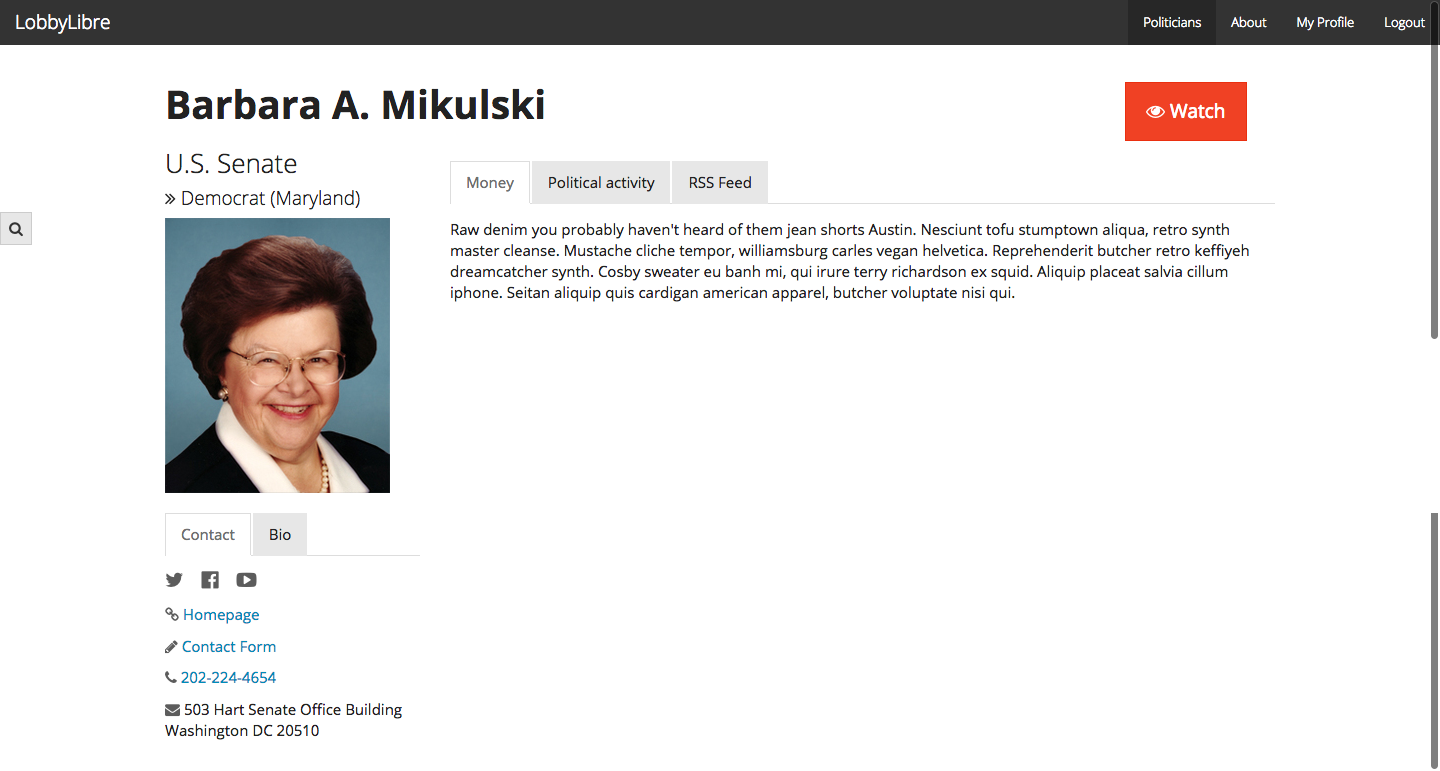 LobbyLibre
Politicians
About
My Profile
Logout
Barbara A. Mikulski
Watch
U.S. Senate
» Democrat (Maryland)
Money
Political activity
RSS Feed
Raw denim you probably haven't heard of them jean shorts Austin. Nesciunt tofu stumptown aliqua, retro synth
master cleanse. Mustache cliche tempor, williamsburg carles vegan helvetica. Reprehenderit butcher retro keffiyeh
dreamcatcher synth. Cosby sweater eu banh mi, qui irure terry richardson ex squid. Aliquip placeat salvia cillum
iphone. Seitan aliquip quis cardigan american apparel, butcher voluptate nisi qui.
Contact
Bio
Homepage
Contact Form
202-224-4654
503 Hart Senate Office Building
Washington DC 20510